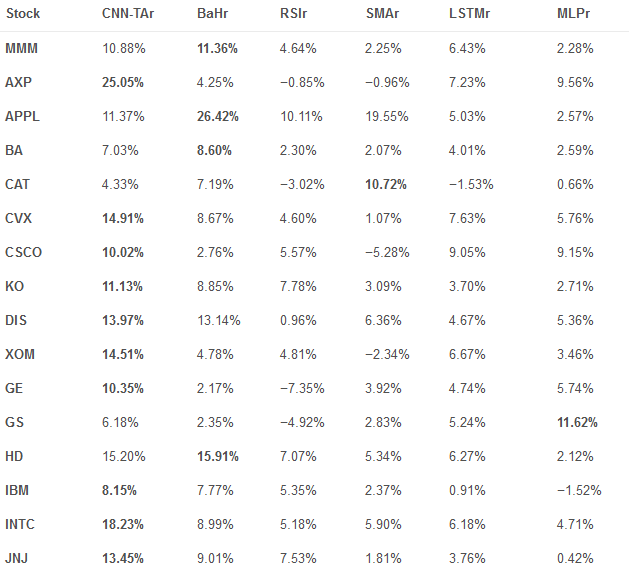 Stock CNN-TAr BaHr RSIr SMAr LSTMr MLPr
MMM 10.88% 11.36% 4.64% 2.25% 6.43% 2.28%
AXP 25.05% 4.25% −0.85% −0.96% 7.23% 9.56%
APPL 11.37% 26.42% 10.11% 19.55% 5.03% 2.57%
BA 7.03% 8.60% 2.30% 2.07% 4.01% 2.59%
CAT 4.33% 7.19% −3.02% 10.72% −1.53% 0.66%
CVX 14.91% 8.67% 4.60% 1.07% 7.63% 5.76%
CSCO 10.02% 2.76% 5.57% −5.28% 9.05% 9.15%
KO 11.13% 8.85% 7.78% 3.09% 3.70% 2.71%
DIS 13.97% 13.14% 0.96% 6.36% 4.67% 5.36%
XOM 14.51% 4.78% 4.81% −2.34% 6.67% 3.46%
GE 10.35% 2.17% −7.35% 3.92% 4.74% 5.74%
GS 6.18% 2.35% −4.92% 2.83% 5.24% 11.62%
HD 15.20% 15.91% 7.07% 5.34% 6.27% 2.12%
IBM 8.15% 7.77% 5.35% 2.37% 0.91% −1.52%
INTC 18.23% 8.99% 5.18% 5.90% 6.18% 4.71%
JNJ 13.45% 9.01% 7.53% 1.81% 3.76% 0.42%